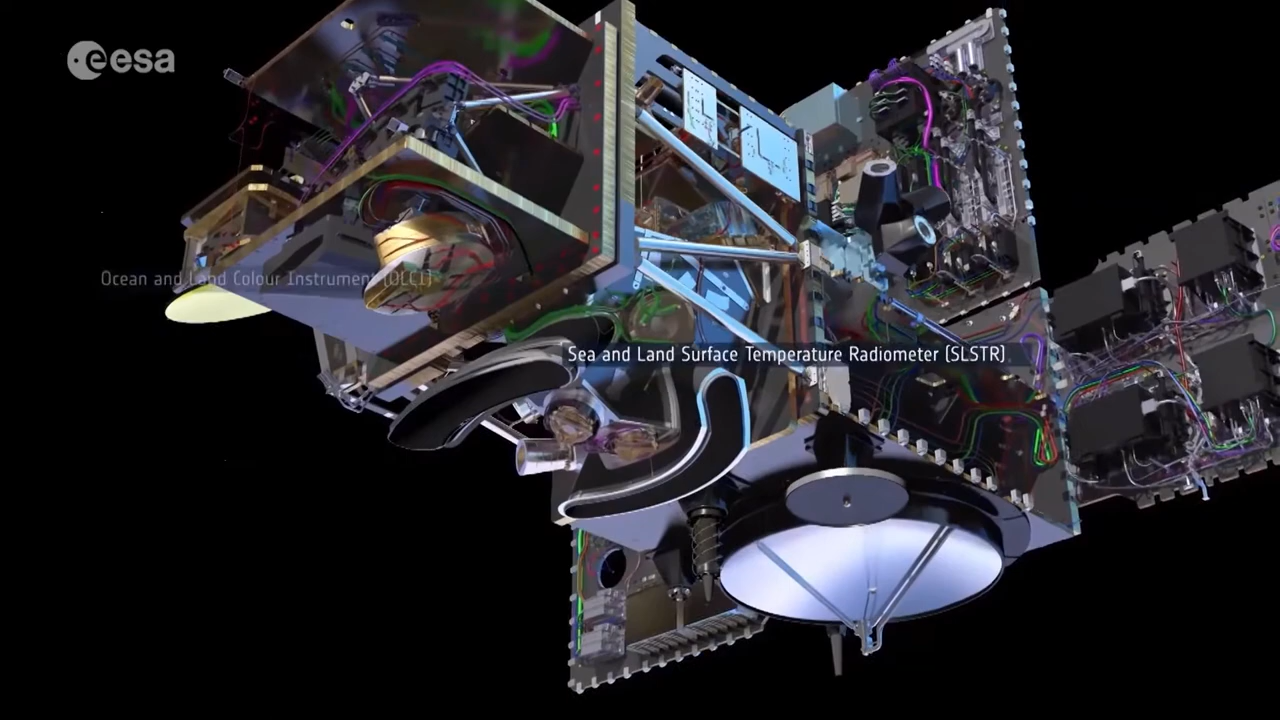 esa
Ocean and Land Colour Instrument (OLCI)
Sea and Land Surface Temperature Radiometer (SLSTR)